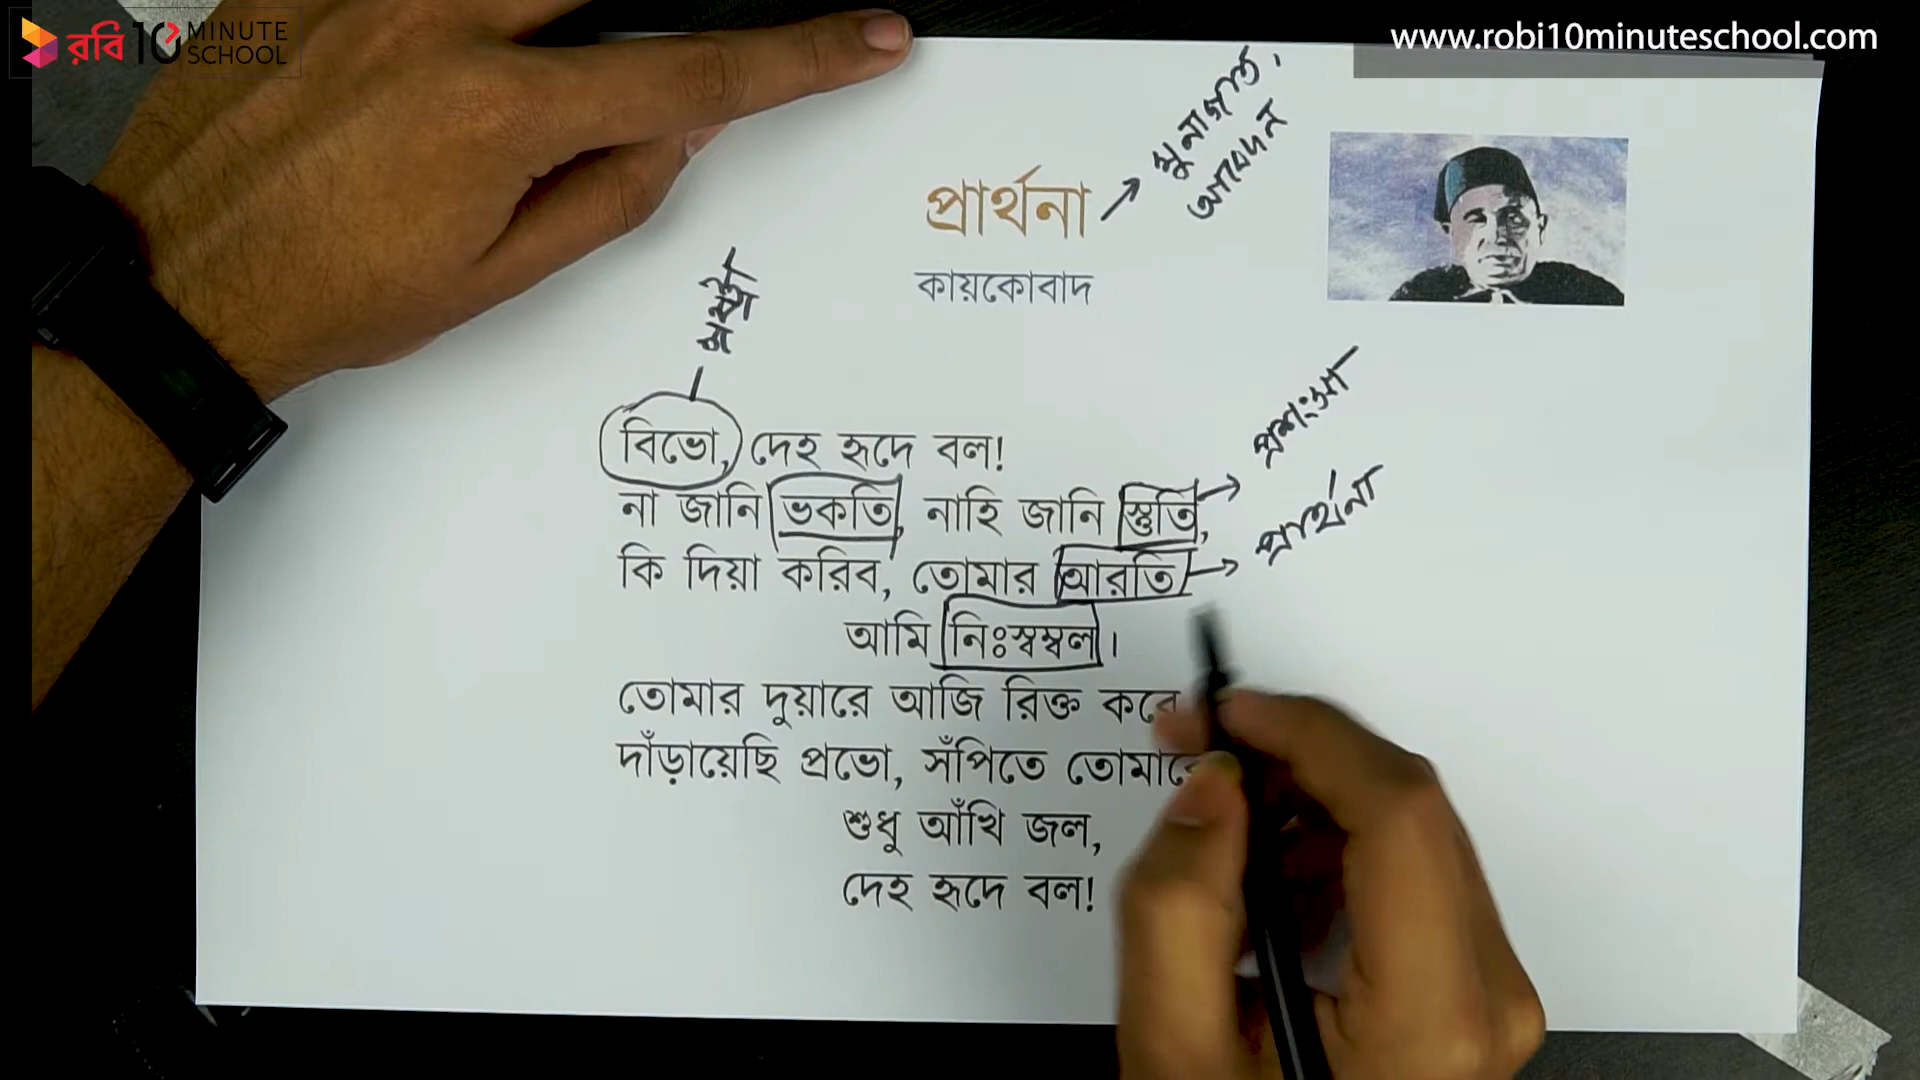 রবি 10 MINUTE SCHOOL
www.robi10minuteschool.com
মুনাজাত,
আবেদন
প্রার্থনা
কায়কোবাদ
স্রষ্টা
প্রশংসা
প্রার্থনা
বিভো, দেহ হৃদে বল!
না জানি ভকতি, নাহি জানি স্তুতি,
কি দিয়া করিব, তোমার আরতি
আমি নিঃস্বম্বল।
তোমার দুয়ারে আজি রিক্ত করে
দাঁড়ায়েছি প্রভো, সঁপিতে তোমারে
শুধু আঁখি জল,
দেহ হৃদে বল!